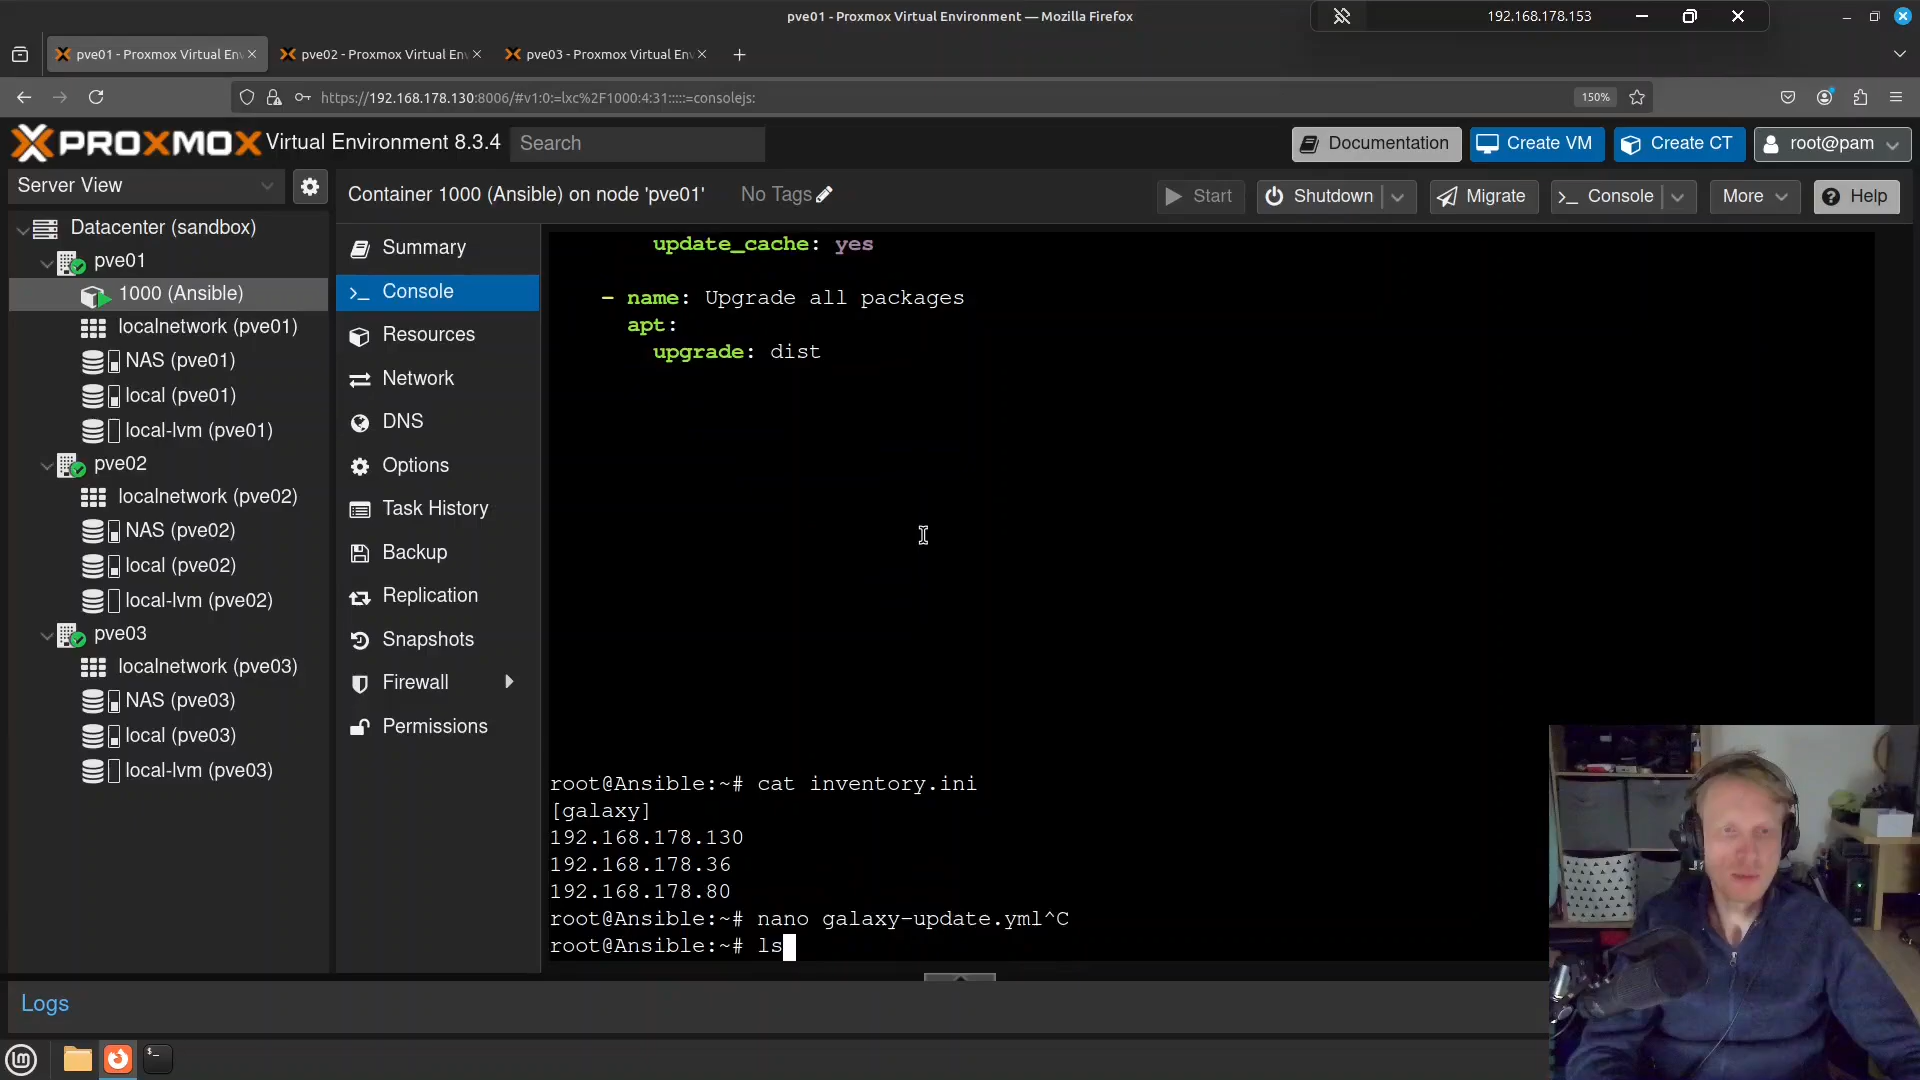 pve01 - Proxmox Virtual Environment — Mozilla Firefox
192.168.178.153
pve01 - Proxmox Virtual En
pve02 - Proxmox Virtual En
pve03 - Proxmox Virtual En
https://192.168.178.130:8006/#v1:0:=lxc%2F1000:4:31:::::=consolejs:
150%
PROXMOX Virtual Environment 8.3.4
Search
Documentation
Create VM
Create CT
root@pam
Server View
Container 1000 (Ansible) on node 'pve01'
No Tags
Start
Shutdown
Migrate
Console
More
Help
Datacenter (sandbox)
pve01
1000 (Ansible)
localnetwork (pve01)
NAS (pve01)
local (pve01)
local-lvm (pve01)
pve02
localnetwork (pve02)
NAS (pve02)
local (pve02)
local-lvm (pve02)
pve03
localnetwork (pve03)
NAS (pve03)
local (pve03)
local-lvm (pve03)
Summary
Console
Resources
Network
DNS
Options
Task History
Backup
Replication
Snapshots
Firewall
Permissions
update_cache: yes
- name: Upgrade all packages
apt:
upgrade: dist
root@Ansible:~# cat inventory.ini
[galaxy]
192.168.178.130
192.168.178.36
192.168.178.80
root@Ansible:~# nano galaxy-update.yml^C
root@Ansible:~# ls
Logs